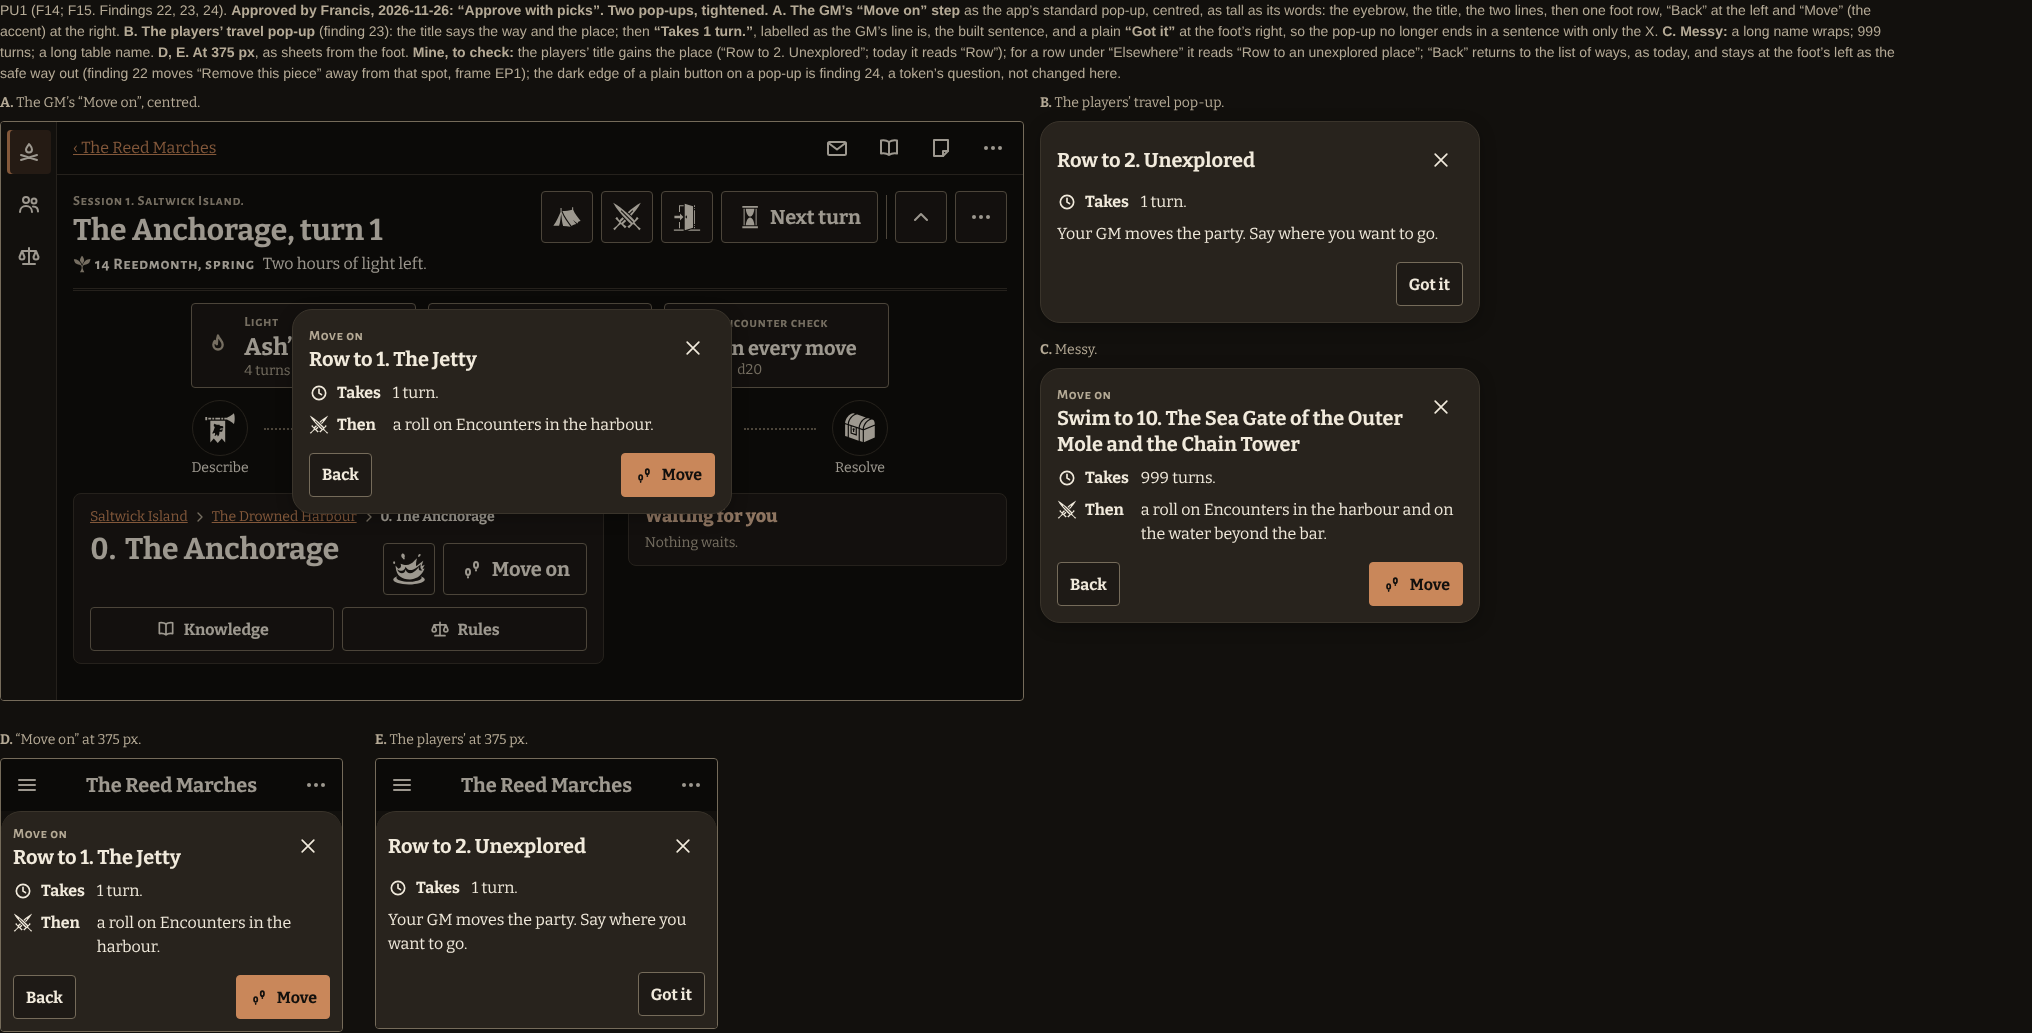 PU1 (F14; F15. Findings 22, 23, 24). Approved by Francis, 2026-11-26: “Approve with picks”. Two pop-ups, tightened. A. The GM’s “Move on” step as the app’s standard pop-up, centred, as tall as its words: the eyebrow, the title, the two lines, then one foot row, “Back” at the left and “Move” (the
accent) at the right. B. The players’ travel pop-up (finding 23): the title says the way and the place; then “Takes 1 turn.”, labelled as the GM’s line is, the built sentence, and a plain “Got it” at the foot’s right, so the pop-up no longer ends in a sentence with only the X. C. Messy: a long name wraps; 999
turns; a long table name. D, E. At 375 px, as sheets from the foot. Mine, to check: the players’ title gains the place (“Row to 2. Unexplored”; today it reads “Row”); for a row under “Elsewhere” it reads “Row to an unexplored place”; “Back” returns to the list of ways, as today, and stays at the foot’s left as the
safe way out (finding 22 moves “Remove this piece” away from that spot, frame EP1); the dark edge of a plain button on a pop-up is finding 24, a token’s question, not changed here.
A. The GM’s “Move on”, centred.
‹ The Reed Marches
Session 1. Saltwick Island.
The Anchorage, turn 1
14 Reedmonth, spring Two hours of light left.
Next turn
Light
Ash’
4 turns
counter check
n every move
d20
Move on
Row to 1. The Jetty
Takes 1 turn.
Then a roll on Encounters in the harbour.
Back
Move
Describe
Resolve
Saltwick Island > The Drowned Harbour > 0. The Anchorage
0. The Anchorage
Move on
Knowledge
Rules
Waiting for you
Nothing waits.
B. The players’ travel pop-up.
Row to 2. Unexplored
Takes 1 turn.
Your GM moves the party. Say where you want to go.
Got it
C. Messy.
Move on
Swim to 10. The Sea Gate of the Outer
Mole and the Chain Tower
Takes 999 turns.
Then a roll on Encounters in the harbour and on
the water beyond the bar.
Back
Move
D. “Move on” at 375 px.
The Reed Marches
Move on
Row to 1. The Jetty
Takes 1 turn.
Then a roll on Encounters in the
harbour.
Back
Move
E. The players’ at 375 px.
The Reed Marches
Row to 2. Unexplored
Takes 1 turn.
Your GM moves the party. Say where you
want to go.
Got it